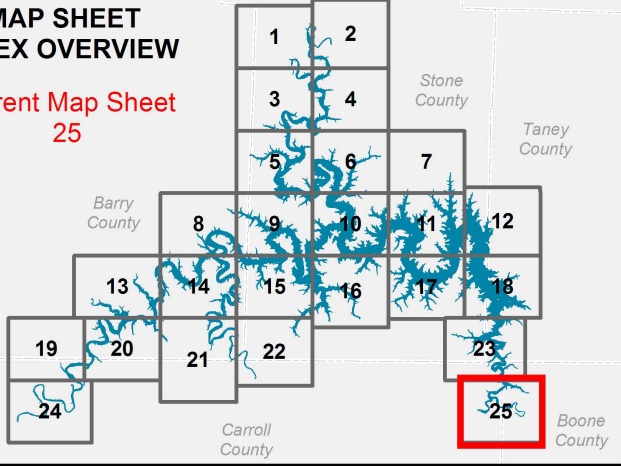 MAP SHEET
EX OVERVIEW
rent Map Sheet
25
1
2
3
4
Stone
County
Taney
County
5
6
7
Barry
County
8
9
10
11
12
13
14
15
16
17
18
19
20
21
22
23
24
25
Carroll
County
Boone
County